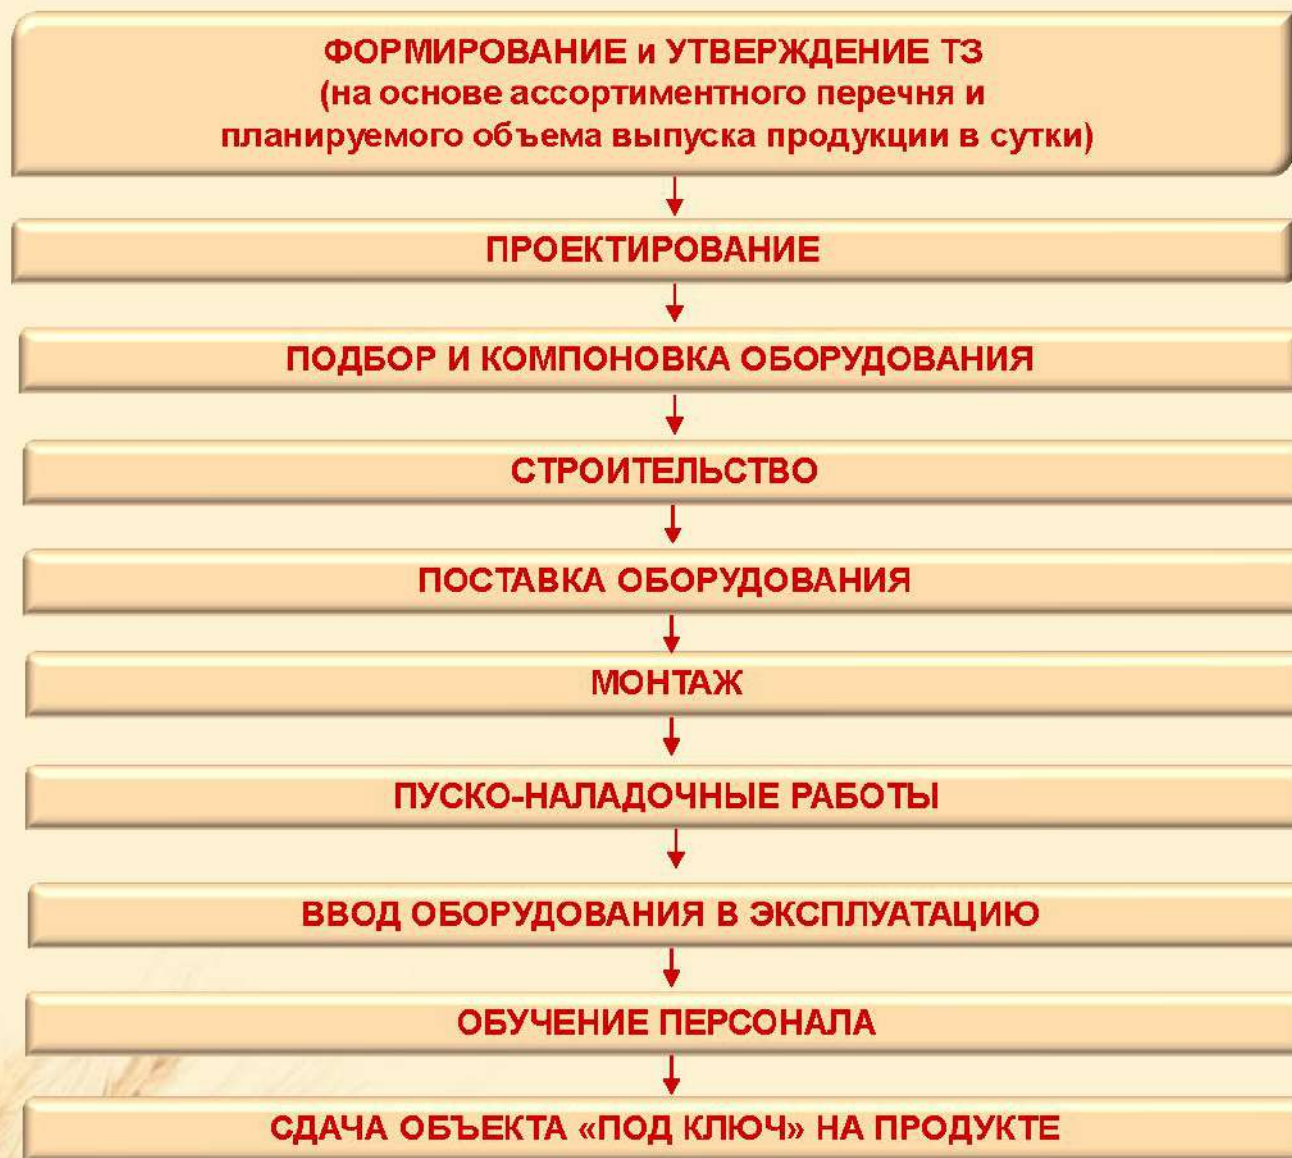 ФОРМИРОВАНИЕ и УТВЕРЖДЕНИЕ ТЗ
(на основе ассортиментного перечня и
планируемого объема выпуска продукции в сутки)
ПРОЕКТИРОВАНИЕ
ПОДБОР И КОМПОНОВКА ОБОРУДОВАНИЯ
СТРОИТЕЛЬСТВО
ПОСТАВКА ОБОРУДОВАНИЯ
МОНТАЖ
ПУСКО-НАЛАДОЧНЫЕ РАБОТЫ
ВВОД ОБОРУДОВАНИЯ В ЭКСПЛУАТАЦИЮ
ОБУЧЕНИЕ ПЕРСОНАЛА
СДАЧА ОБЪЕКТА «ПОД КЛЮЧ» НА ПРОДУКТЕ